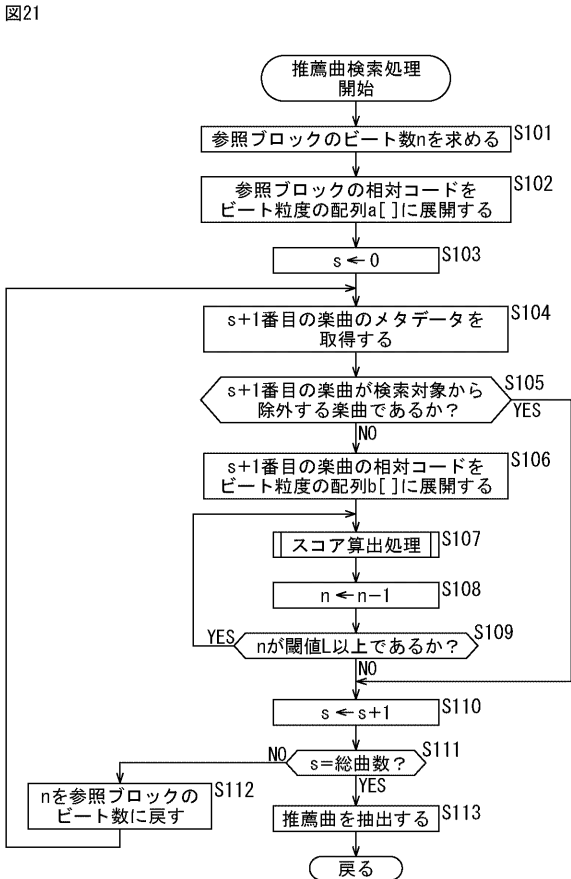 図21
推薦曲検索処理
開始
参照ブロックのビート数nを求める
S101
参照ブロックの相対コードを
ビート粒度の配列a[ ]に展開する
S102
s←0
S103
s+1番目の楽曲のメタデータを
取得する
S104
s+1番目の楽曲が検索対象から
除外する楽曲であるか?
S105
YES
NO
s+1番目の楽曲の相対コードを
ビート粒度の配列b[ ]に展開する
S106
スコア算出処理
S107
n←n−1
S108
nが閾値L以上であるか?
S109
YES
NO
s←s+1
S110
s=総曲数?
S111
NO
YES
nを参照ブロックの
ビート数に戻す
S112
推薦曲を抽出する
S113
戻る